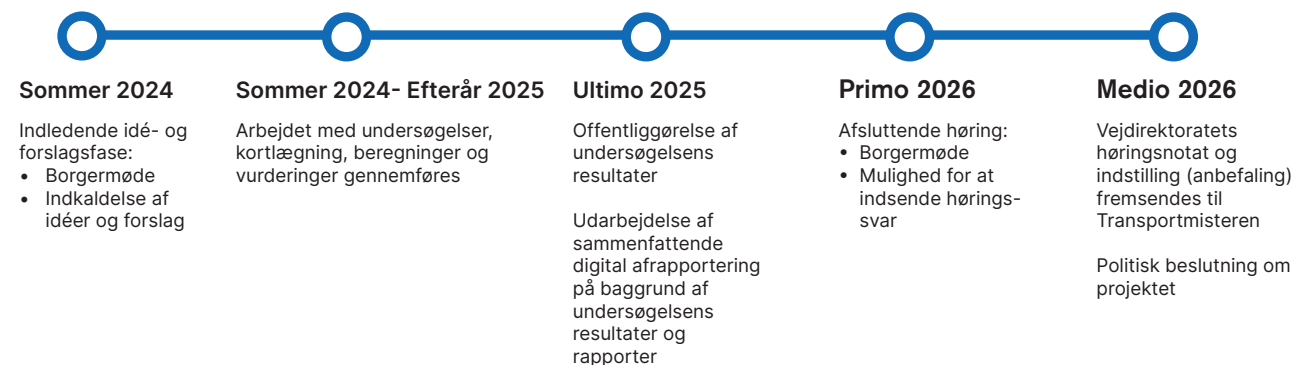 Sommer 2024
Indledende idé- og
forslagsfase:
• Borgermøde
• Indkaldelse af
idéer og forslag
Sommer 2024- Efterår 2025
Arbejdet med undersøgelser,
kortlægning, beregninger og
vurderinger gennemføres
Ultimo 2025
Offentliggørelse af
undersøgelsens
resultater
Udarbejdelse af
sammenfattende
digital afrapportering
på baggrund af
undersøgelsens
resultater og
rapporter
Primo 2026
Afsluttende høring:
• Borgermøde
• Mulighed for at
indsende hørings-
svar
Medio 2026
Vejdirektoratets
høringsnotat og
indstilling (anbefaling)
fremsendes til
Transportmisteren
Politisk beslutning om
projektet